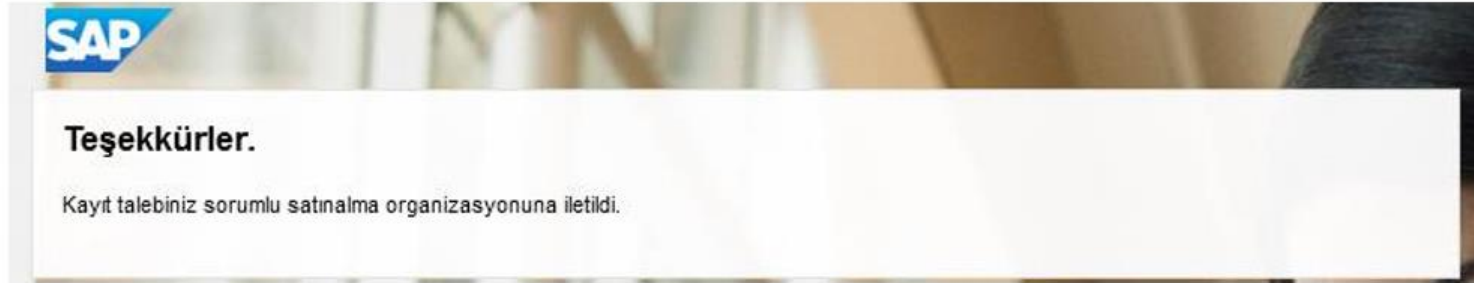 SAP
Teşekkürler.
Kayıt talebiniz sorumlu satınalma organizasyonuna iletildi.